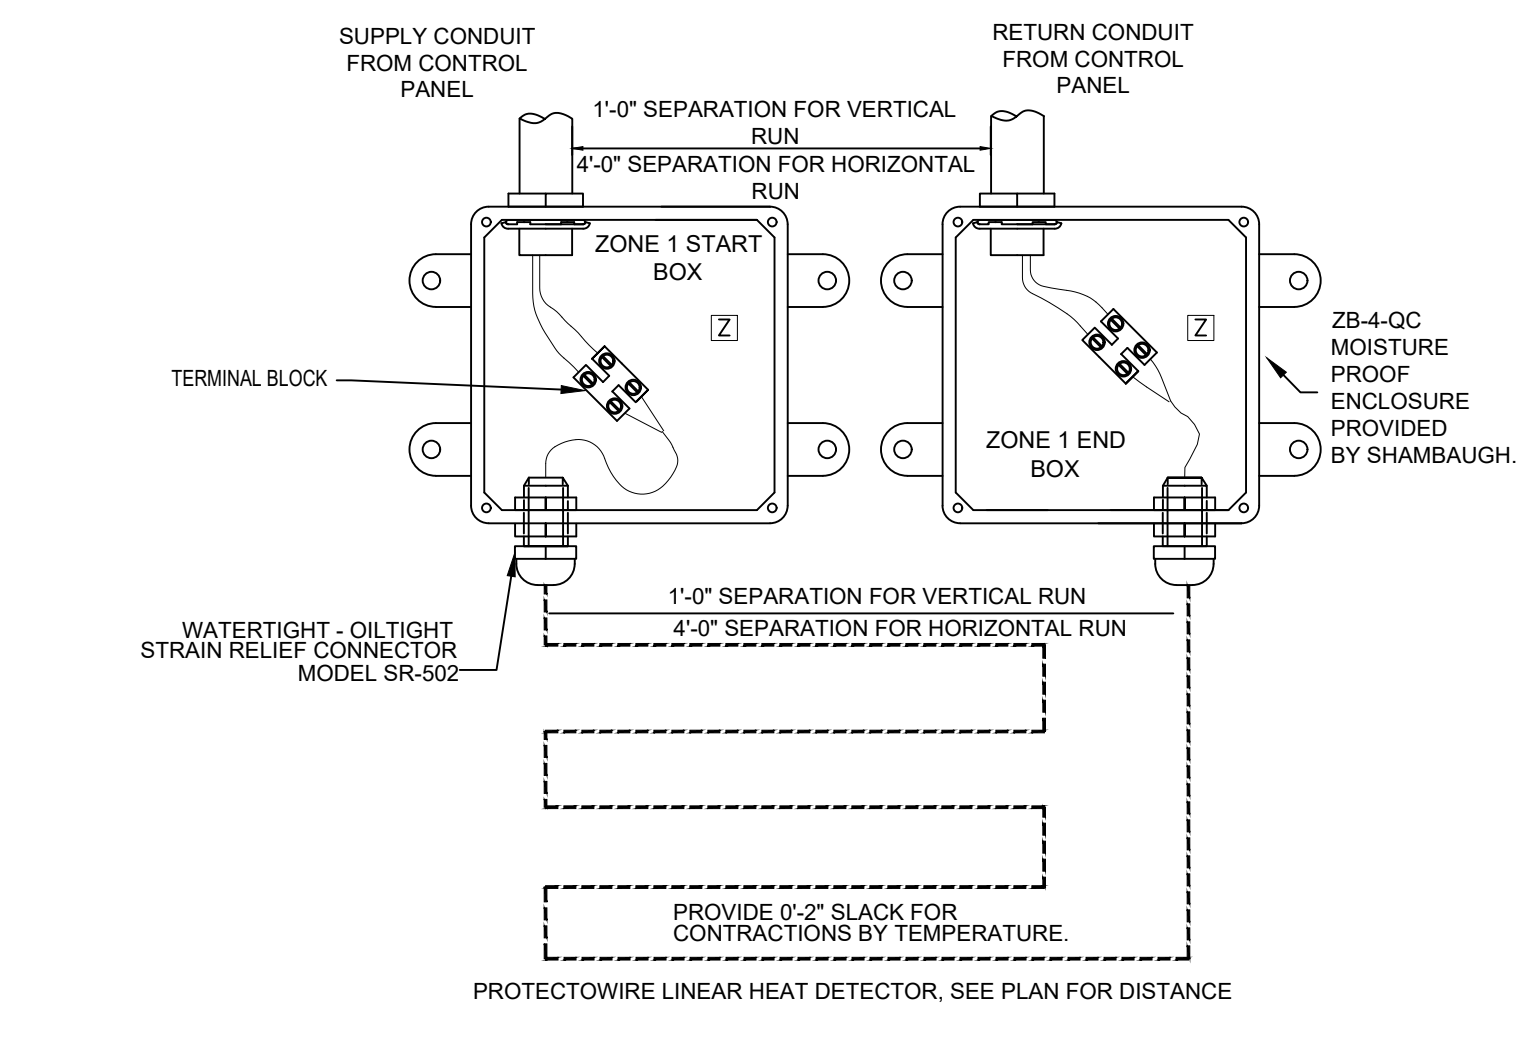 SUPPLY CONDUIT
FROM CONTROL
PANEL
RETURN CONDUIT
FROM CONTROL
PANEL
1'-0" SEPARATION FOR VERTICAL
RUN
4'-0" SEPARATION FOR HORIZONTAL
RUN
ZONE 1 START
BOX
Z
Z
TERMINAL BLOCK
ZB-4-QC
MOISTURE
PROOF
ENCLOSURE
PROVIDED
BY SHAMBAUGH.
ZONE 1 END
BOX
1'-0" SEPARATION FOR VERTICAL RUN
4'-0" SEPARATION FOR HORIZONTAL RUN
WATERTIGHT - OILTIGHT
STRAIN RELIEF CONNECTOR
MODEL SR-502
PROVIDE 0'-2" SLACK FOR
CONTRACTIONS BY TEMPERATURE.
PROTECTOWIRE LINEAR HEAT DETECTOR, SEE PLAN FOR DISTANCE